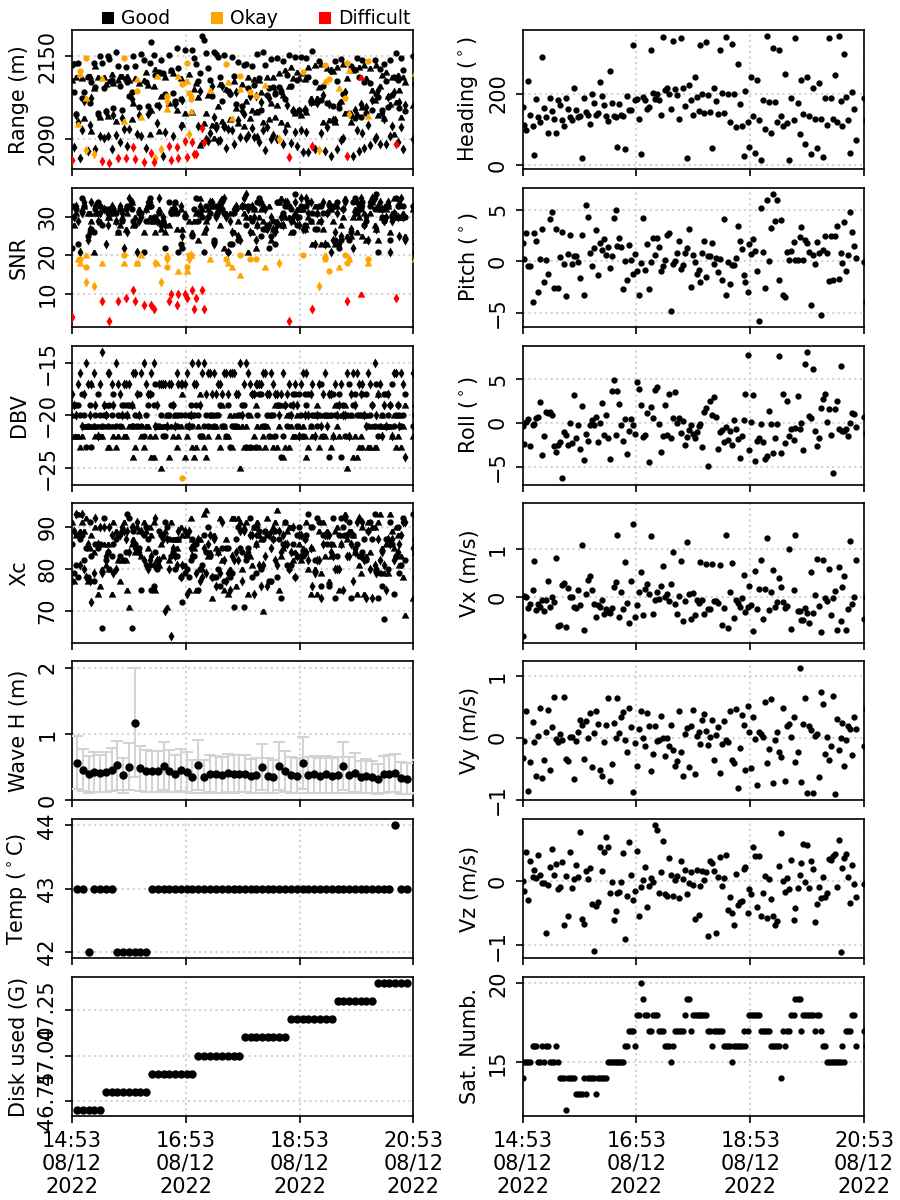 Good Okay Difficult
Range (m)
2150
2090
Heading (°)
200
0
SNR
30
20
10
Pitch (°)
5
0
−5
DBV
−15
−20
−25
Roll (°)
5
0
−5
Xc
90
80
70
Vx (m/s)
1
0
Wave H (m)
2
1
0
Vy (m/s)
1
0
−1
Temp (°C)
44
43
42
Vz (m/s)
0
−1
Disk used (G)
47.25
47.00
46.75
Sat. Numb.
20
15
14:53 16:53 18:53 20:53
08/12 08/12 08/12 08/12
2022 2022 2022 2022
14:53 16:53 18:53 20:53
08/12 08/12 08/12 08/12
2022 2022 2022 2022